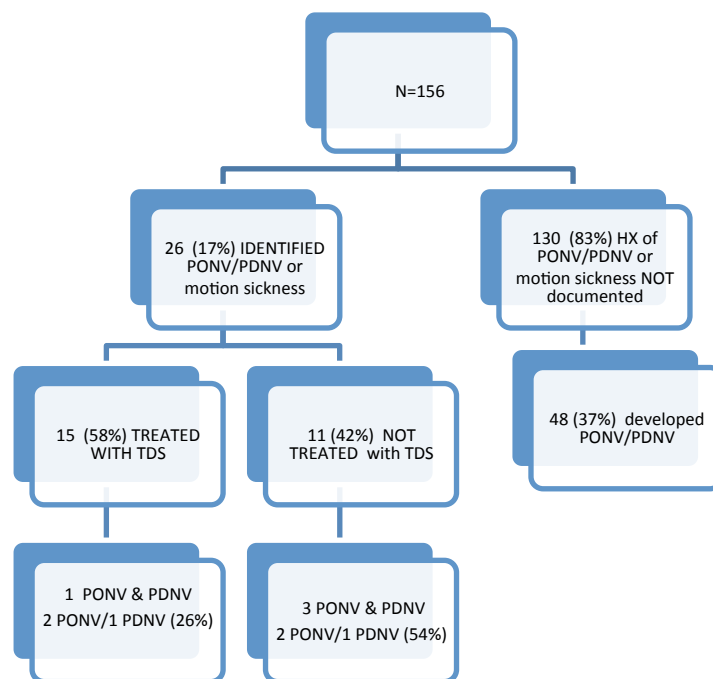 N=156
26 (17%) IDENTIFIED
PONV/PDNV or
motion sickness
130 (83%) HX of
PONV/PDNV or
motion sickness NOT
documented
15 (58%) TREATED
WITH TDS
11 (42%) NOT
TREATED with TDS
48 (37%) developed
PONV/PDNV
1 PONV & PDNV
2 PONV/1 PDNV (26%)
3 PONV & PDNV
2 PONV/1 PDNV (54%)